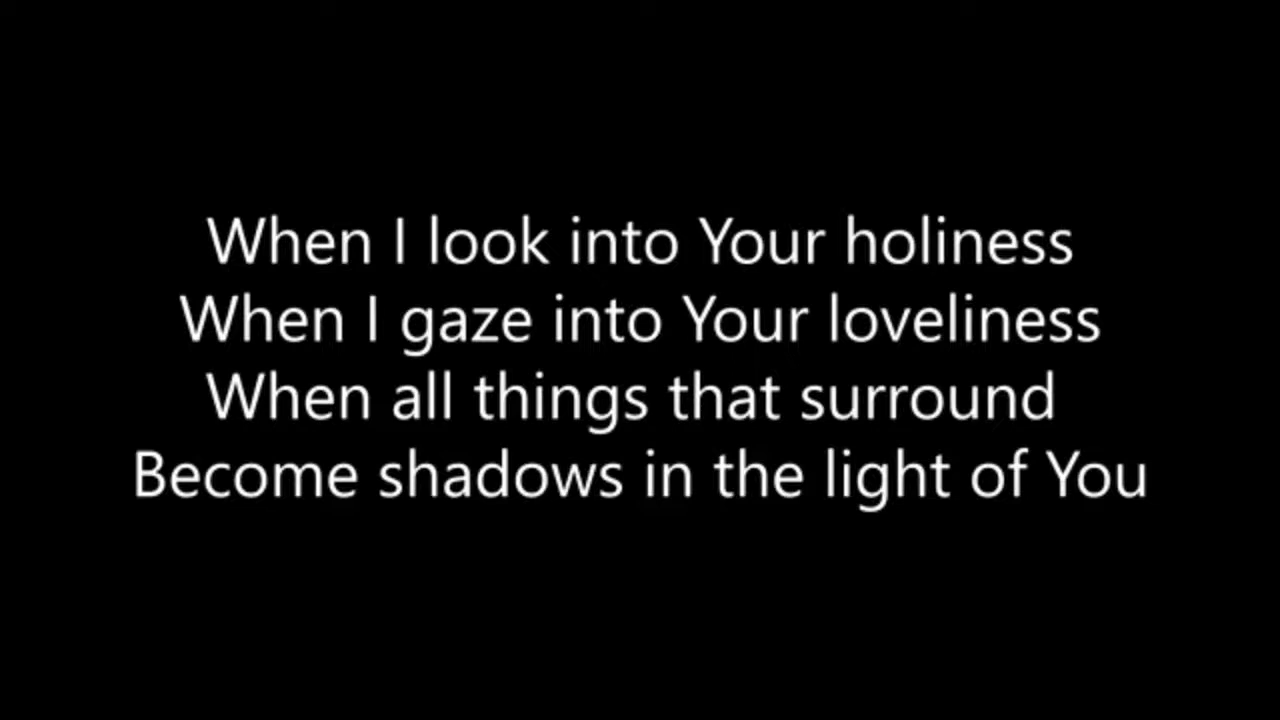 When I look into Your holiness
When I gaze into Your loveliness
When all things that surround
Become shadows in the light of You